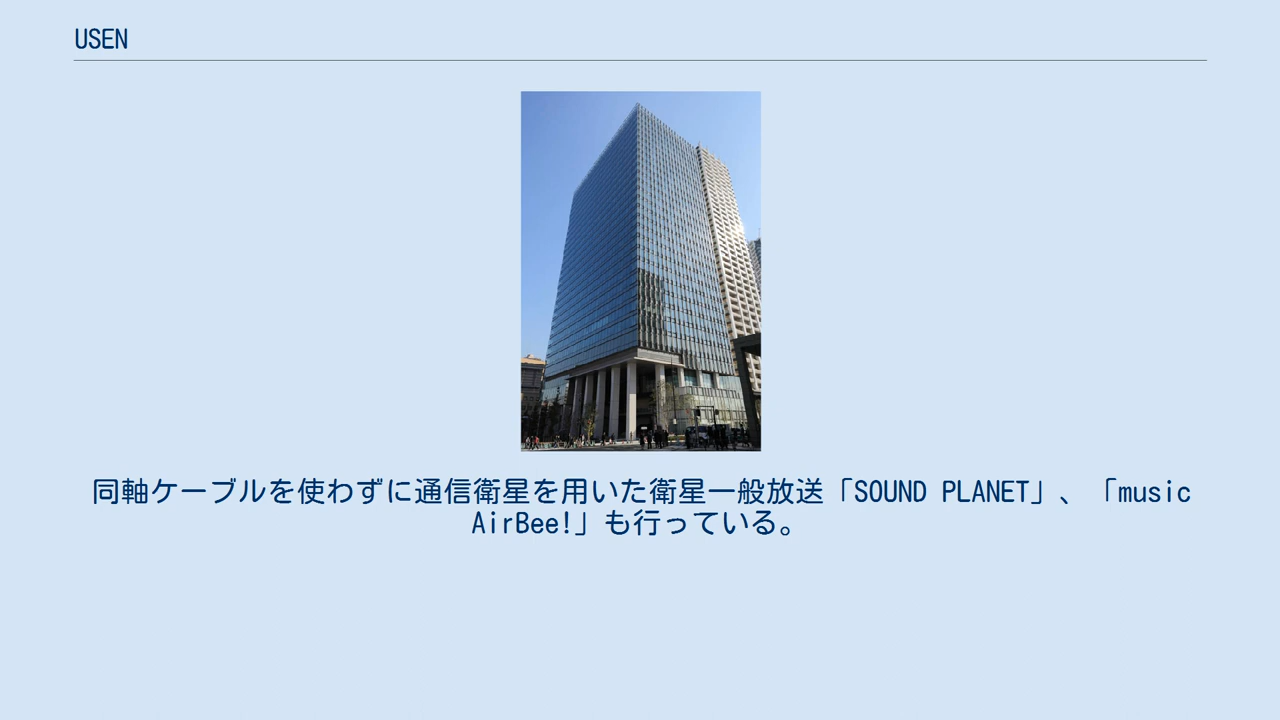 USEN
同軸ケーブルを使わずに通信衛星を用いた衛星一般放送「SOUND PLANET」、「music
AirBee!」も行っている。